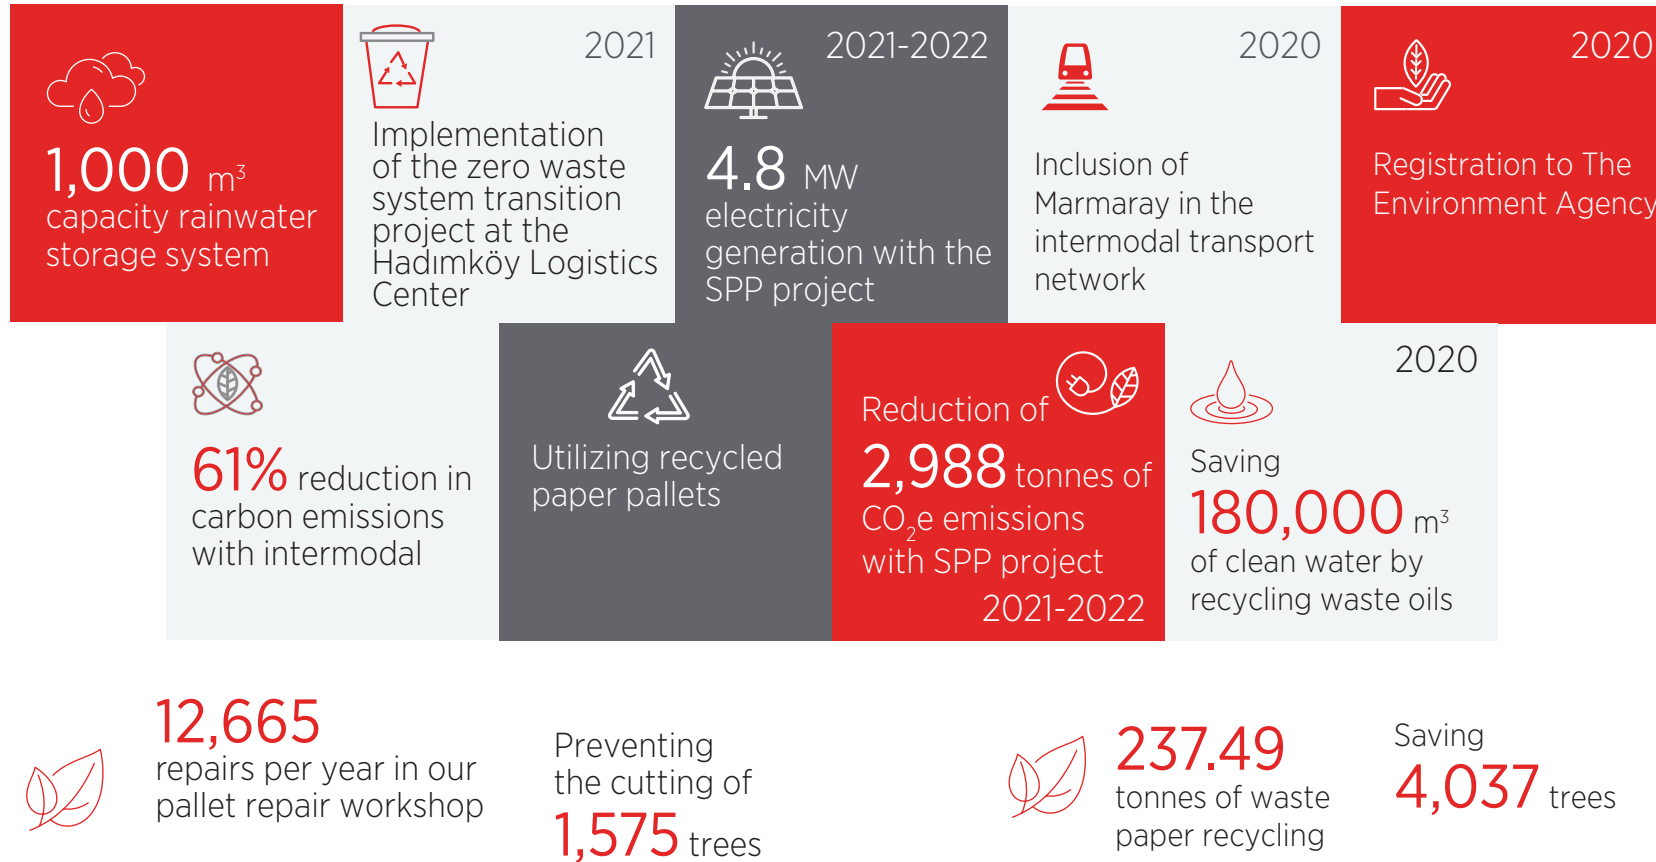 1,000 m³
capacity rainwater
storage system
2021
Implementation
of the zero waste
system transition
project at the
Hadımköy Logistics
Center
2021-2022
4.8 MW
electricity
generation with the
SPP project
2020
Inclusion of
Marmaray in the
intermodal transport
network
2020
Registration to The
Environment Agency
61% reduction in
carbon emissions
with intermodal
Utilizing recycled
paper pallets
Reduction of
2,988 tonnes of
CO₂e emissions
with SPP project
2021-2022
2020
Saving
180,000 m³
of clean water by
recycling waste oils
12,665
repairs per year in our
pallet repair workshop
Preventing
the cutting of
1,575 trees
237.49
tonnes of waste
paper recycling
Saving
4,037 trees